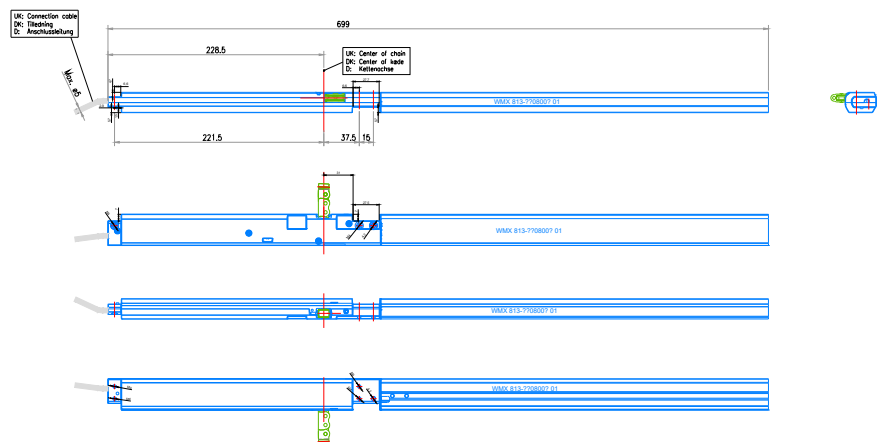 699
UK: Connection cable
DK: Tilledning
D: Anschlussleitung
228.5
UK: Center of chain
DK: Center of kæde
D: Kettenachse
Max. ø5
WMX 813-??0800? 01
221.5
37.5
15
WMX 813-??0800? 01
WMX 813-??0800? 01
WMX 813-??0800? 01